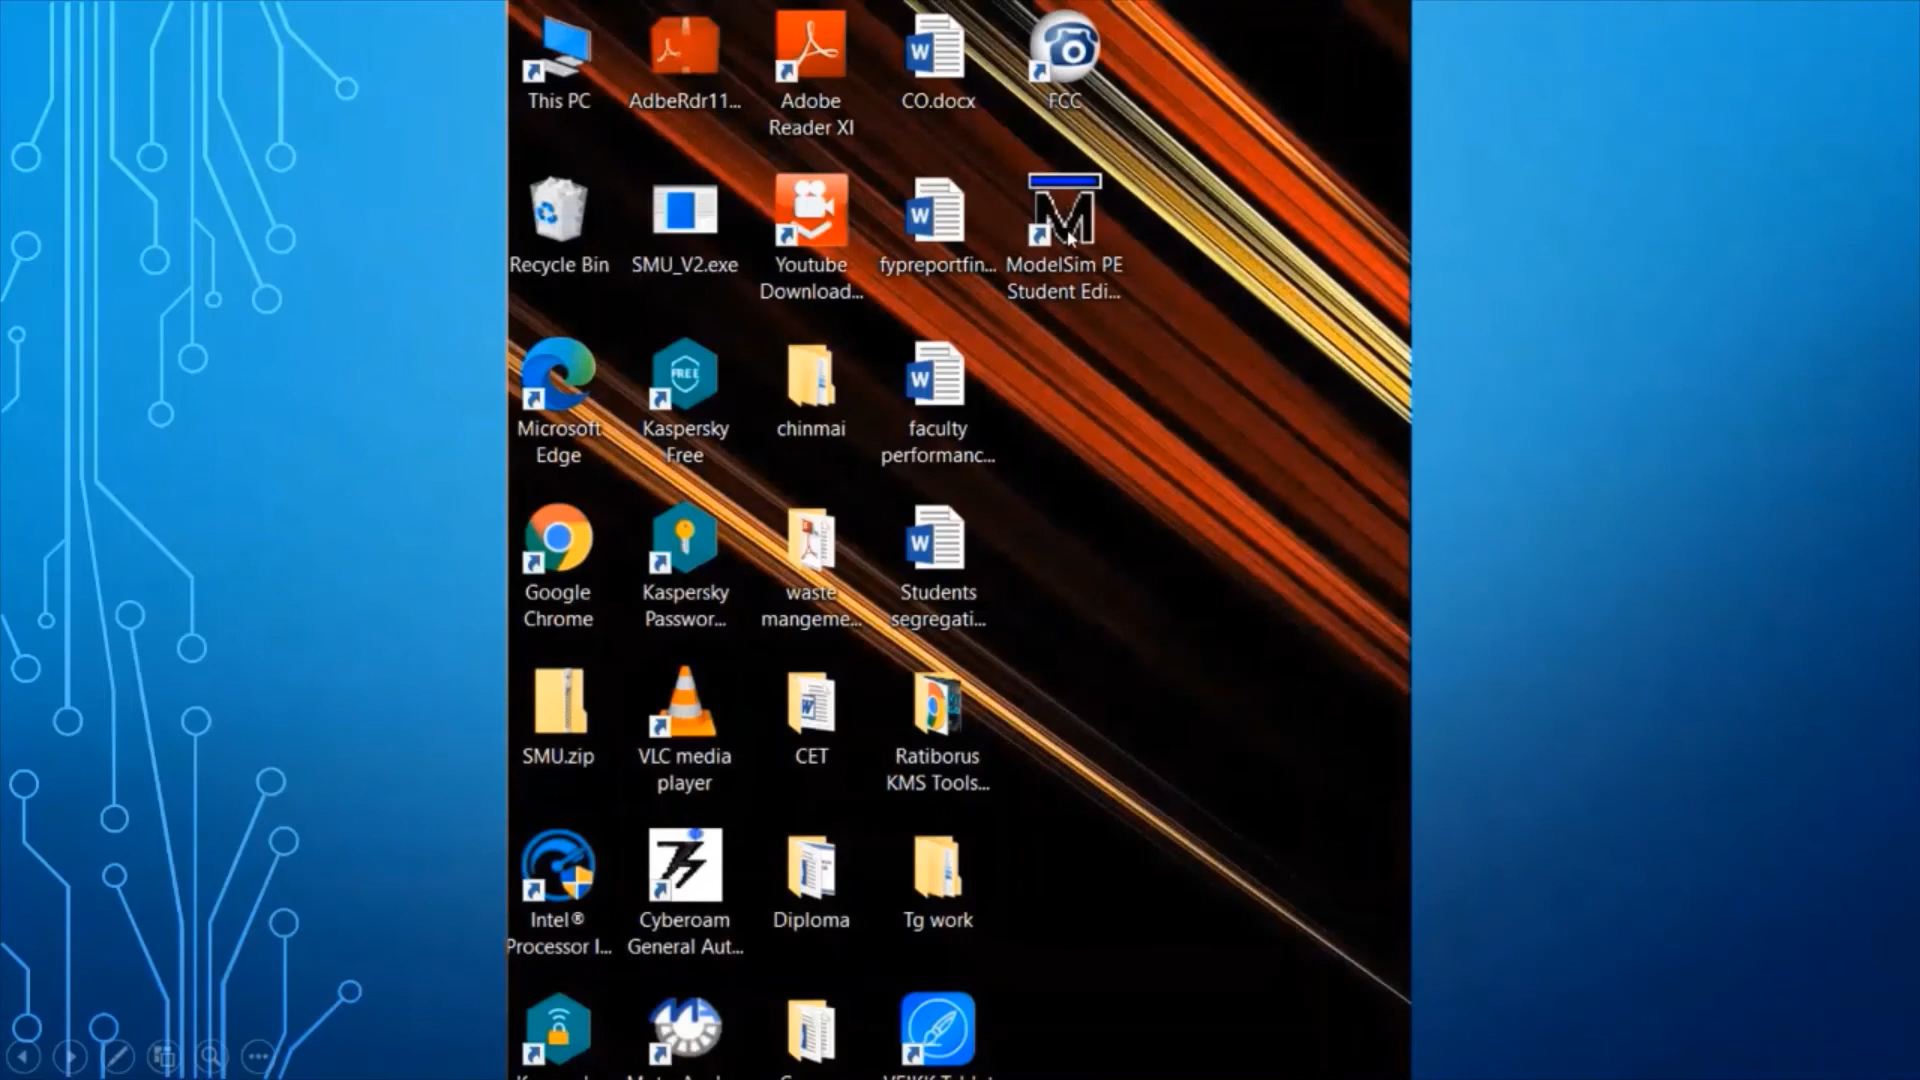 This PC
AdbeRdr11...
Adobe
Reader XI
CO.docx
FCC
Recycle Bin
SMU_V2.exe
Youtube
Download...
fypreportfin...
ModelSim PE
Student Edi...
Microsoft
Edge
FREE
Kaspersky
Free
chinmai
faculty
performanc...
Google
Chrome
Kaspersky
Passwor...
waste
mangeme...
Students
segregati...
SMU.zip
VLC media
player
CET
Ratiborus
KMS Tools...
Intel®
Processor I...
Cyberoam
General Aut...
Diploma
Tg work